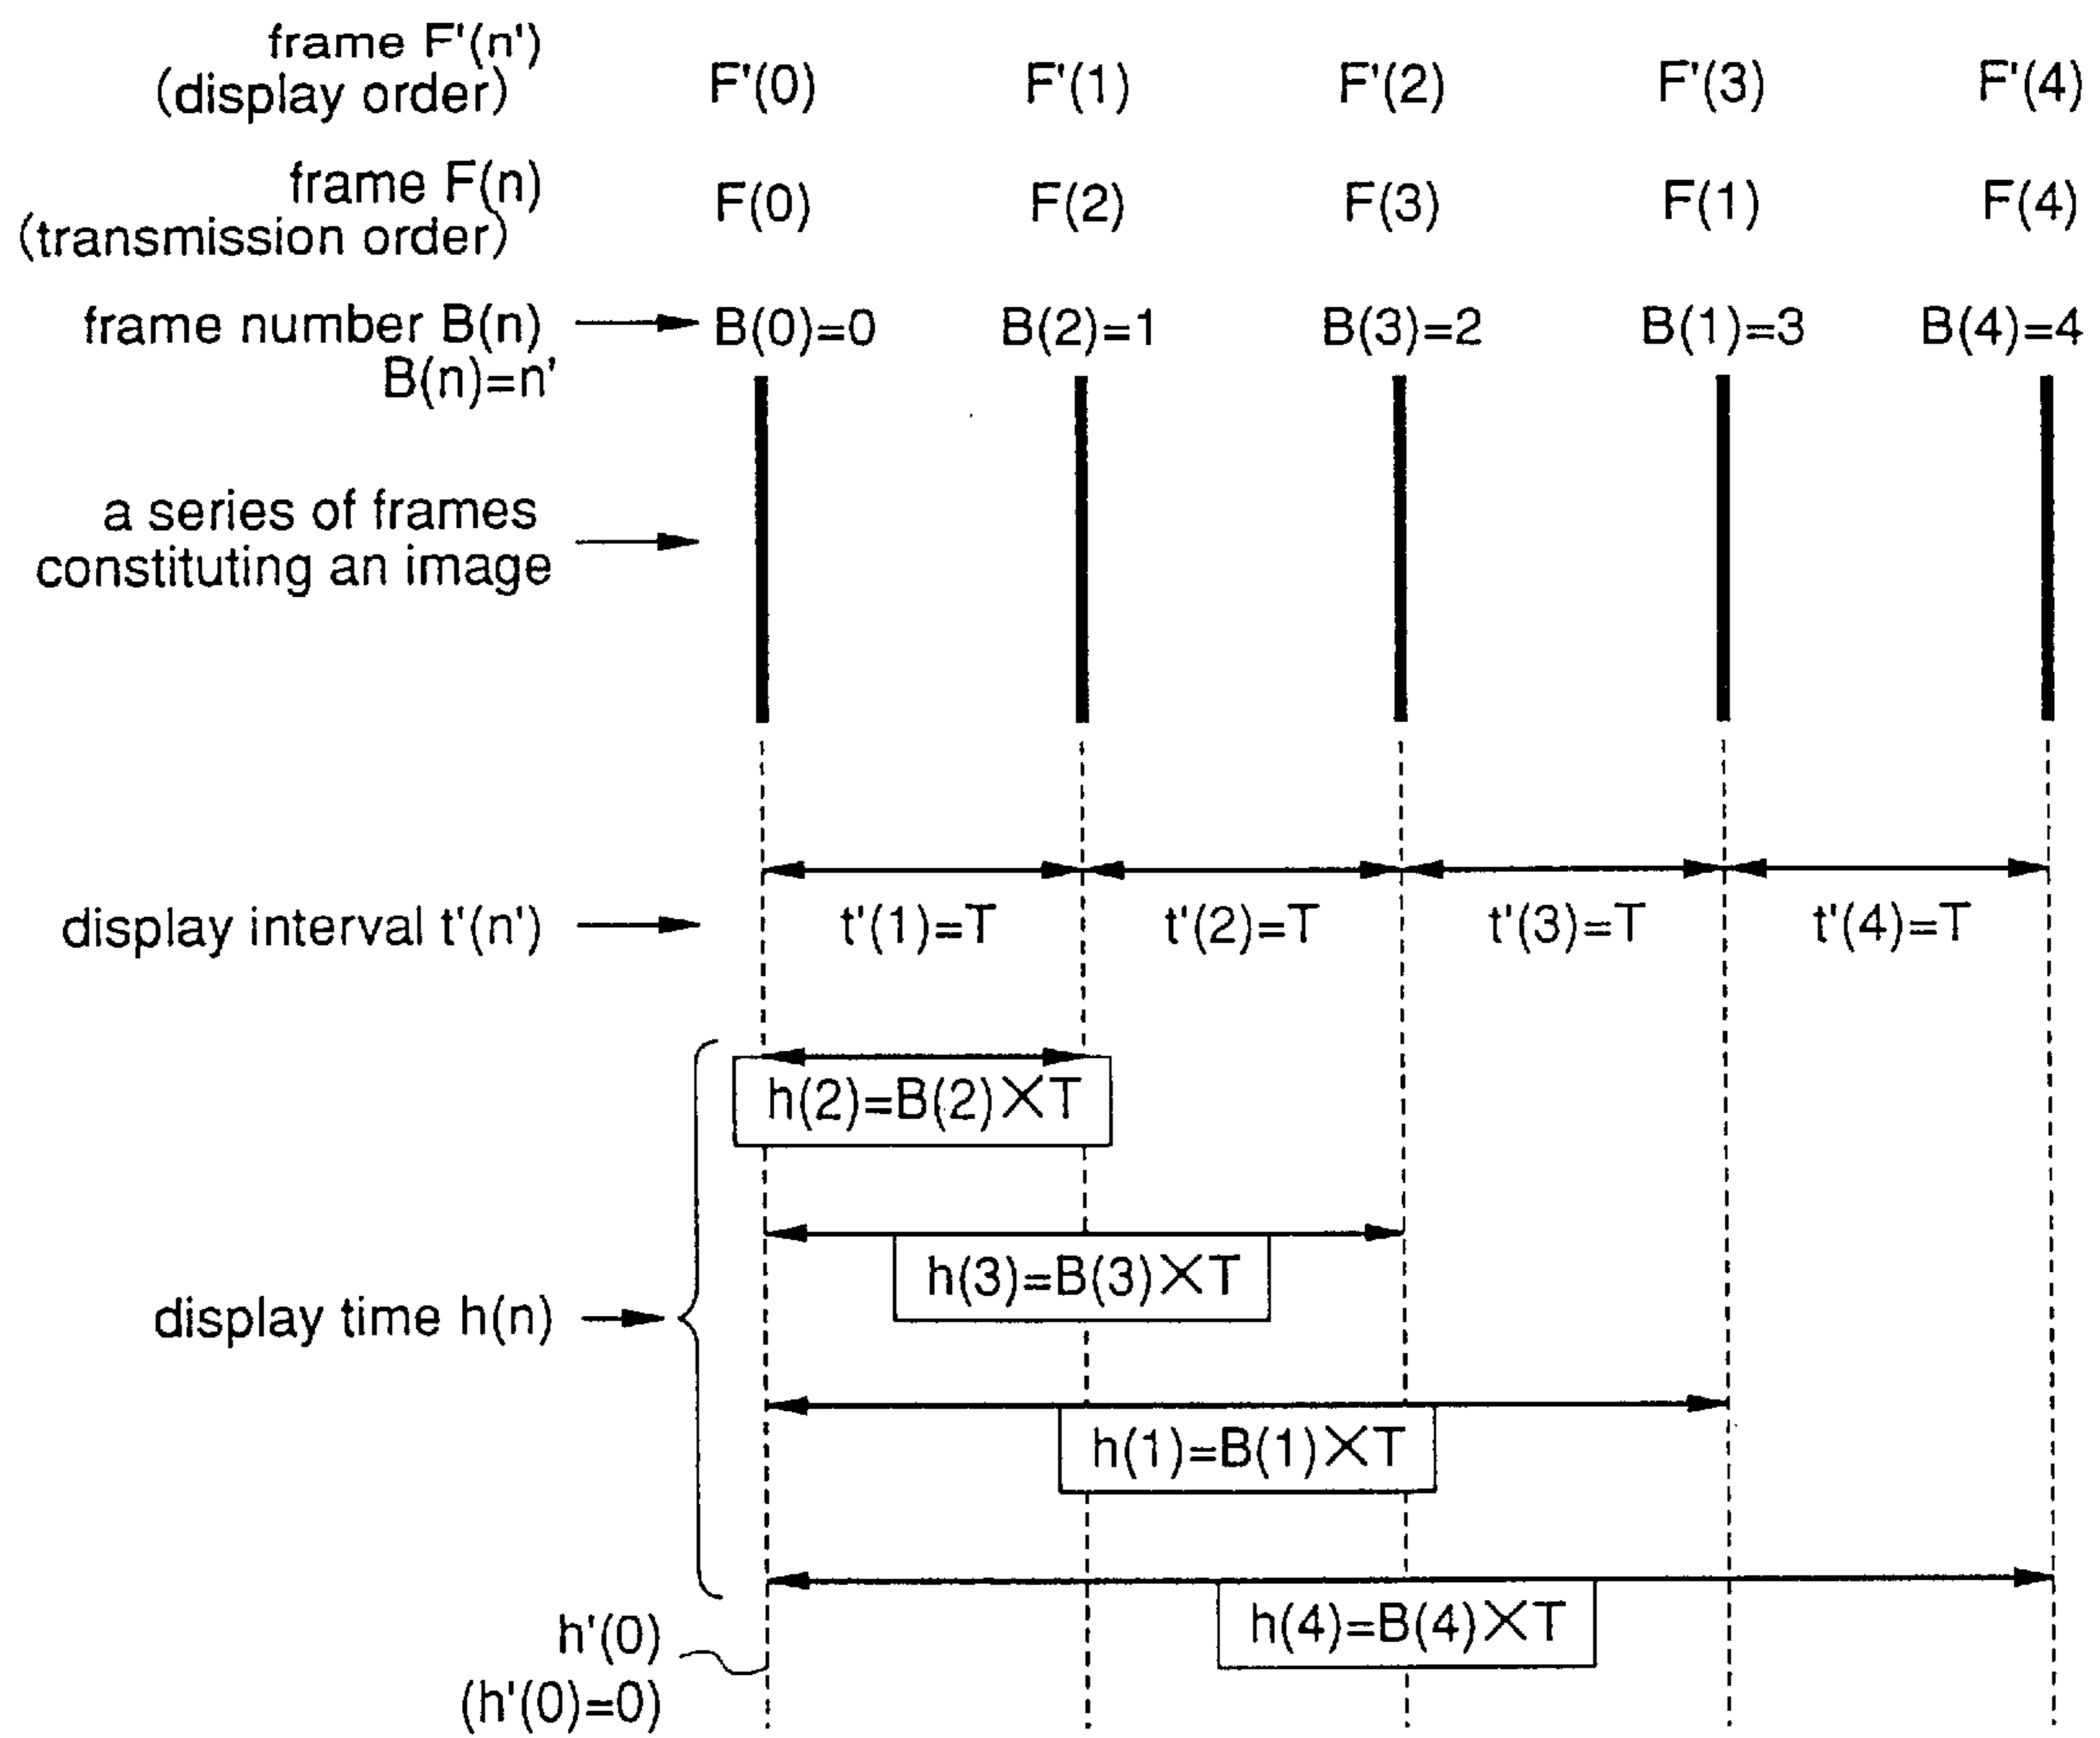 frame F'(n')
(display order)
F'(0) F'(1) F'(2) F'(3) F'(4)
frame F(n)
(transmission order)
F(0) F(2) F(3) F(1) F(4)
frame number B(n)
B(n)=n'
B(0)=0 B(2)=1 B(3)=2 B(1)=3 B(4)=4
a series of frames
constituting an image
display interval t'(n')
t'(1)=T t'(2)=T t'(3)=T t'(4)=T
display time h(n)
h(2)=B(2)×T
h(3)=B(3)×T
h(1)=B(1)×T
h(4)=B(4)×T
h'(0)
(h'(0)=0)